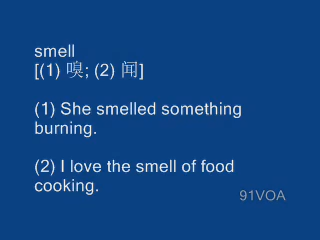 smell
[(1) 嗅; (2) 闻]
(1) She smelled something
burning.
(2) I love the smell of food
cooking.
91VOA